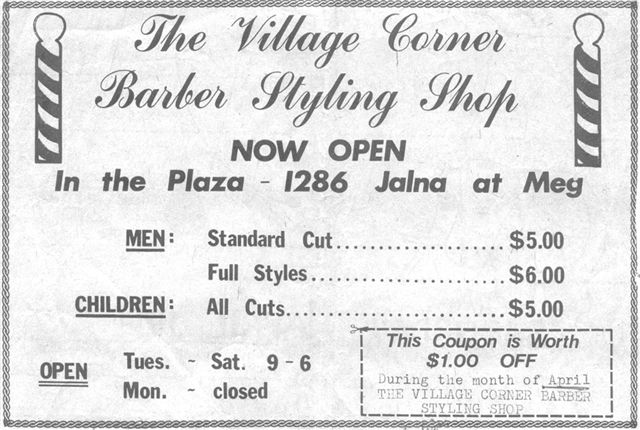 The Village Corner
Barber Styling Shop
NOW OPEN
In the Plaza - 1286 Jalna at Meg
MEN: Standard Cut....................$5.00
Full Styles.......................$6.00
CHILDREN: All Cuts..........................$5.00
OPEN Tues. ~ Sat. 9 - 6
Mon. ~ closed
This Coupon is Worth
$1.00 OFF
During the month of April
THE VILLAGE CORNER BARBER
STYLING SHOP